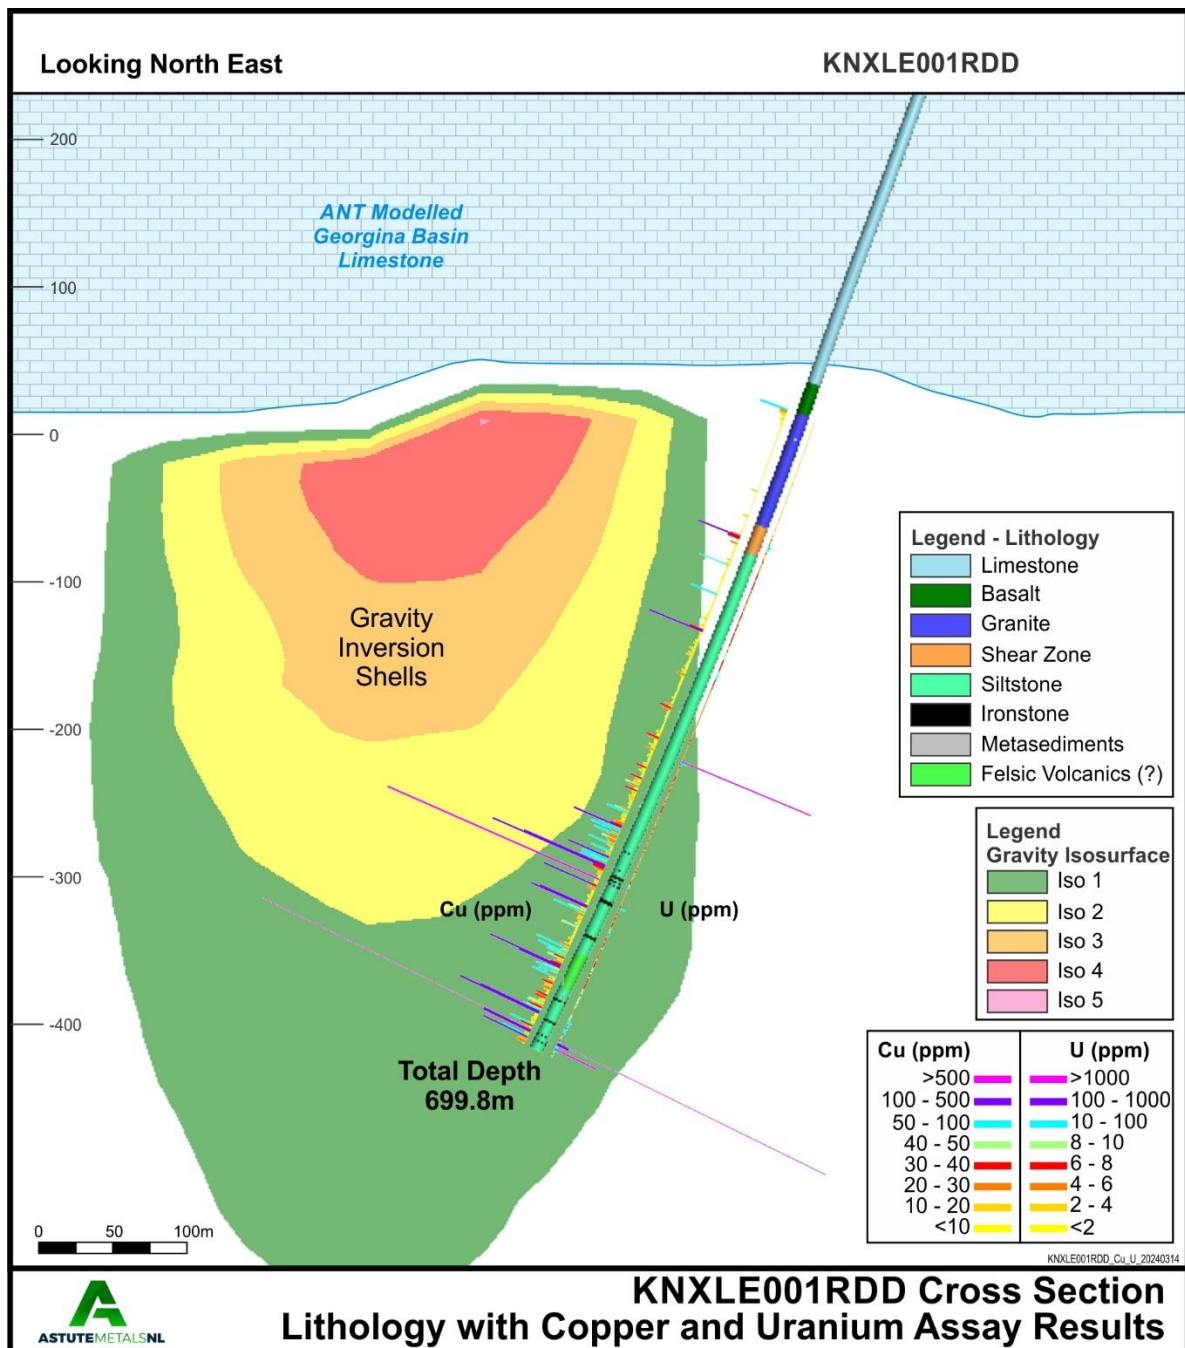 Looking North East
KNXLE001RDD
200
ANT Modelled
Georgina Basin
Limestone
100
0
-100
Gravity
Inversion
Shells
-200
-300
-400
Cu (ppm)
U (ppm)
Total Depth
699.8m
Legend - Lithology
Limestone
Basalt
Granite
Shear Zone
Siltstone
Ironstone
Metasediments
Felsic Volcanics (?)
Legend
Gravity Isosurface
Iso 1
Iso 2
Iso 3
Iso 4
Iso 5
Cu (ppm) U (ppm)
>500 >1000
100 - 500 100 - 1000
50 - 100 10 - 100
40 - 50 8 - 10
30 - 40 6 - 8
20 - 30 4 - 6
10 - 20 2 - 4
<10 <2
0 50 100m
KNXLE001RDD_Cu_U_20240314
ASTUTEMETALSNL
KNXLE001RDD Cross Section
Lithology with Copper and Uranium Assay Results